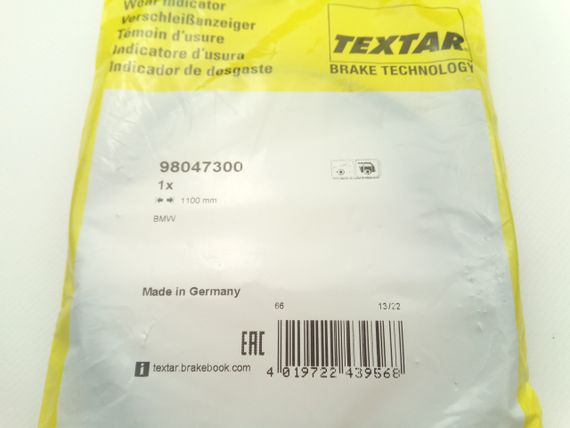 Wear Indicator
Verschleißanzeiger
Témoin d'usure
Indicatore d'usura
Indicador de desgaste
TEXTAR
BRAKE TECHNOLOGY
98047300
1x
1100 mm
BMW
Made in Germany
66
13/22
EAC
i textar.brakebook.com
4 019722 439568